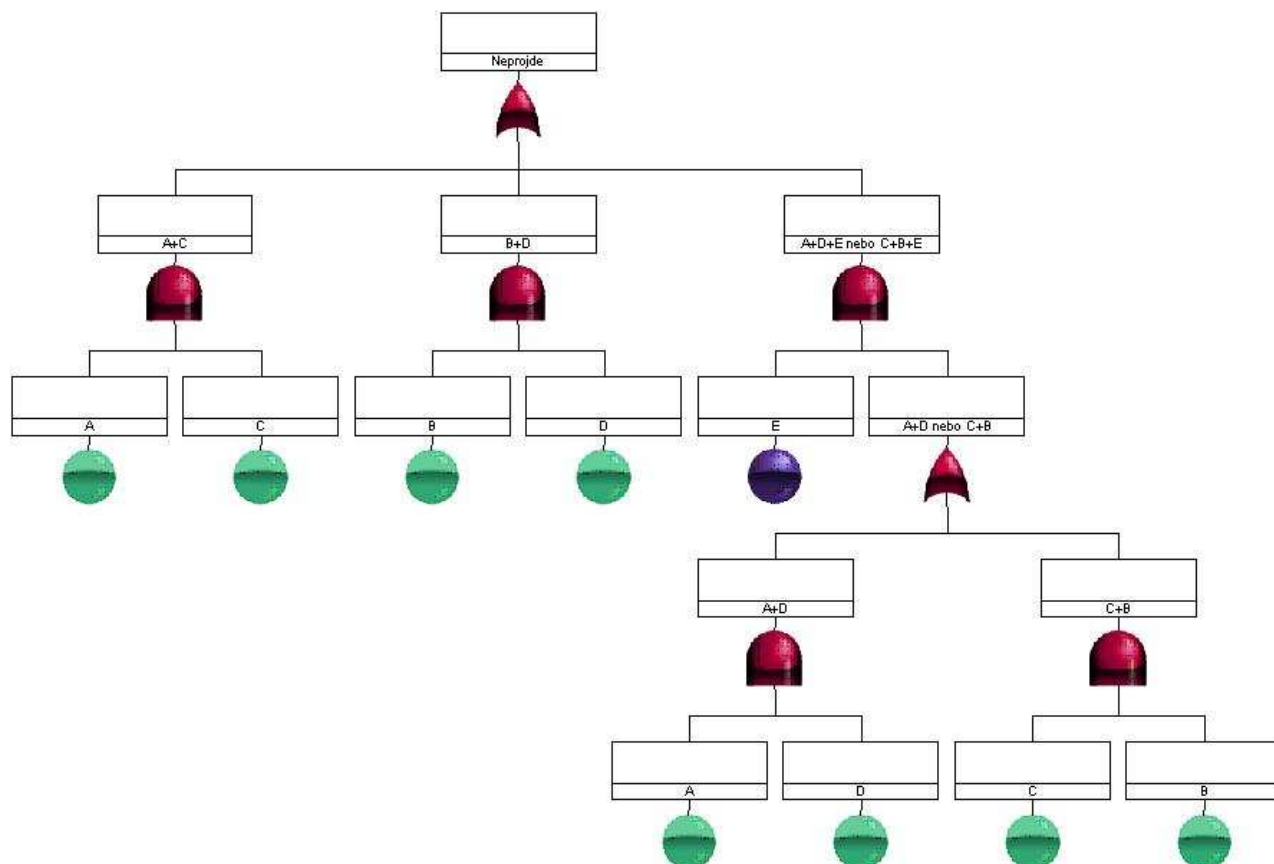 Neprojde
A+C
B+D
A+D+E nebo C+B+E
A
C
B
D
E
A+D nebo C+B
A+D
C+B
A
D
C
B